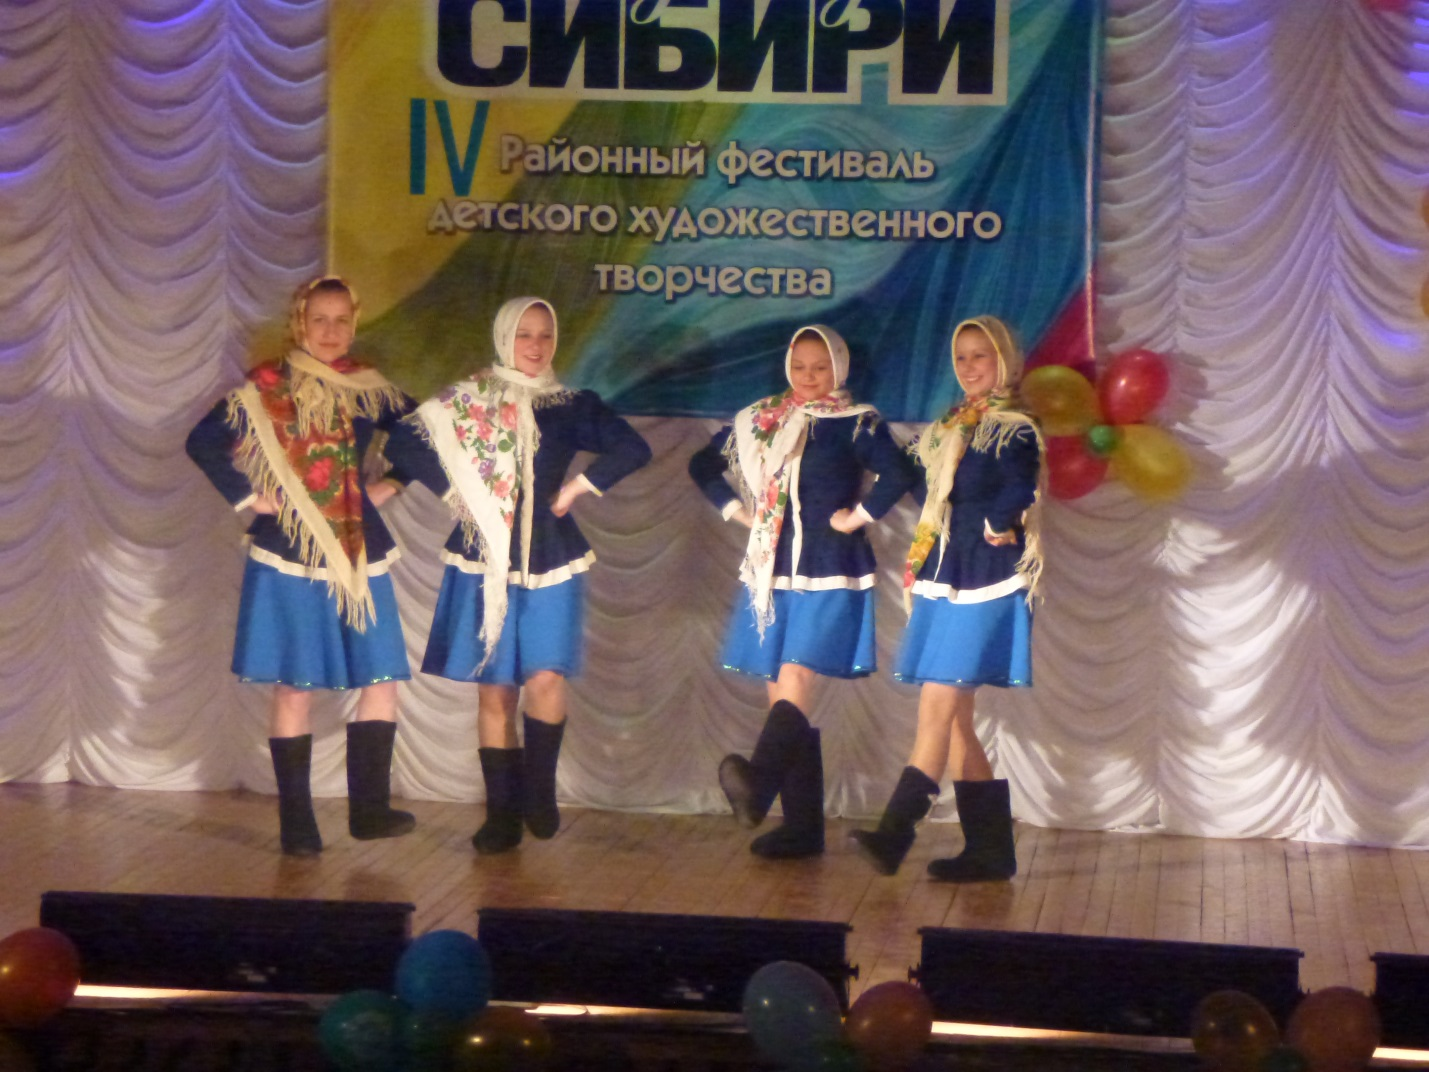 СИБИРИ
IV Районный фестиваль
детского художественного
творчества